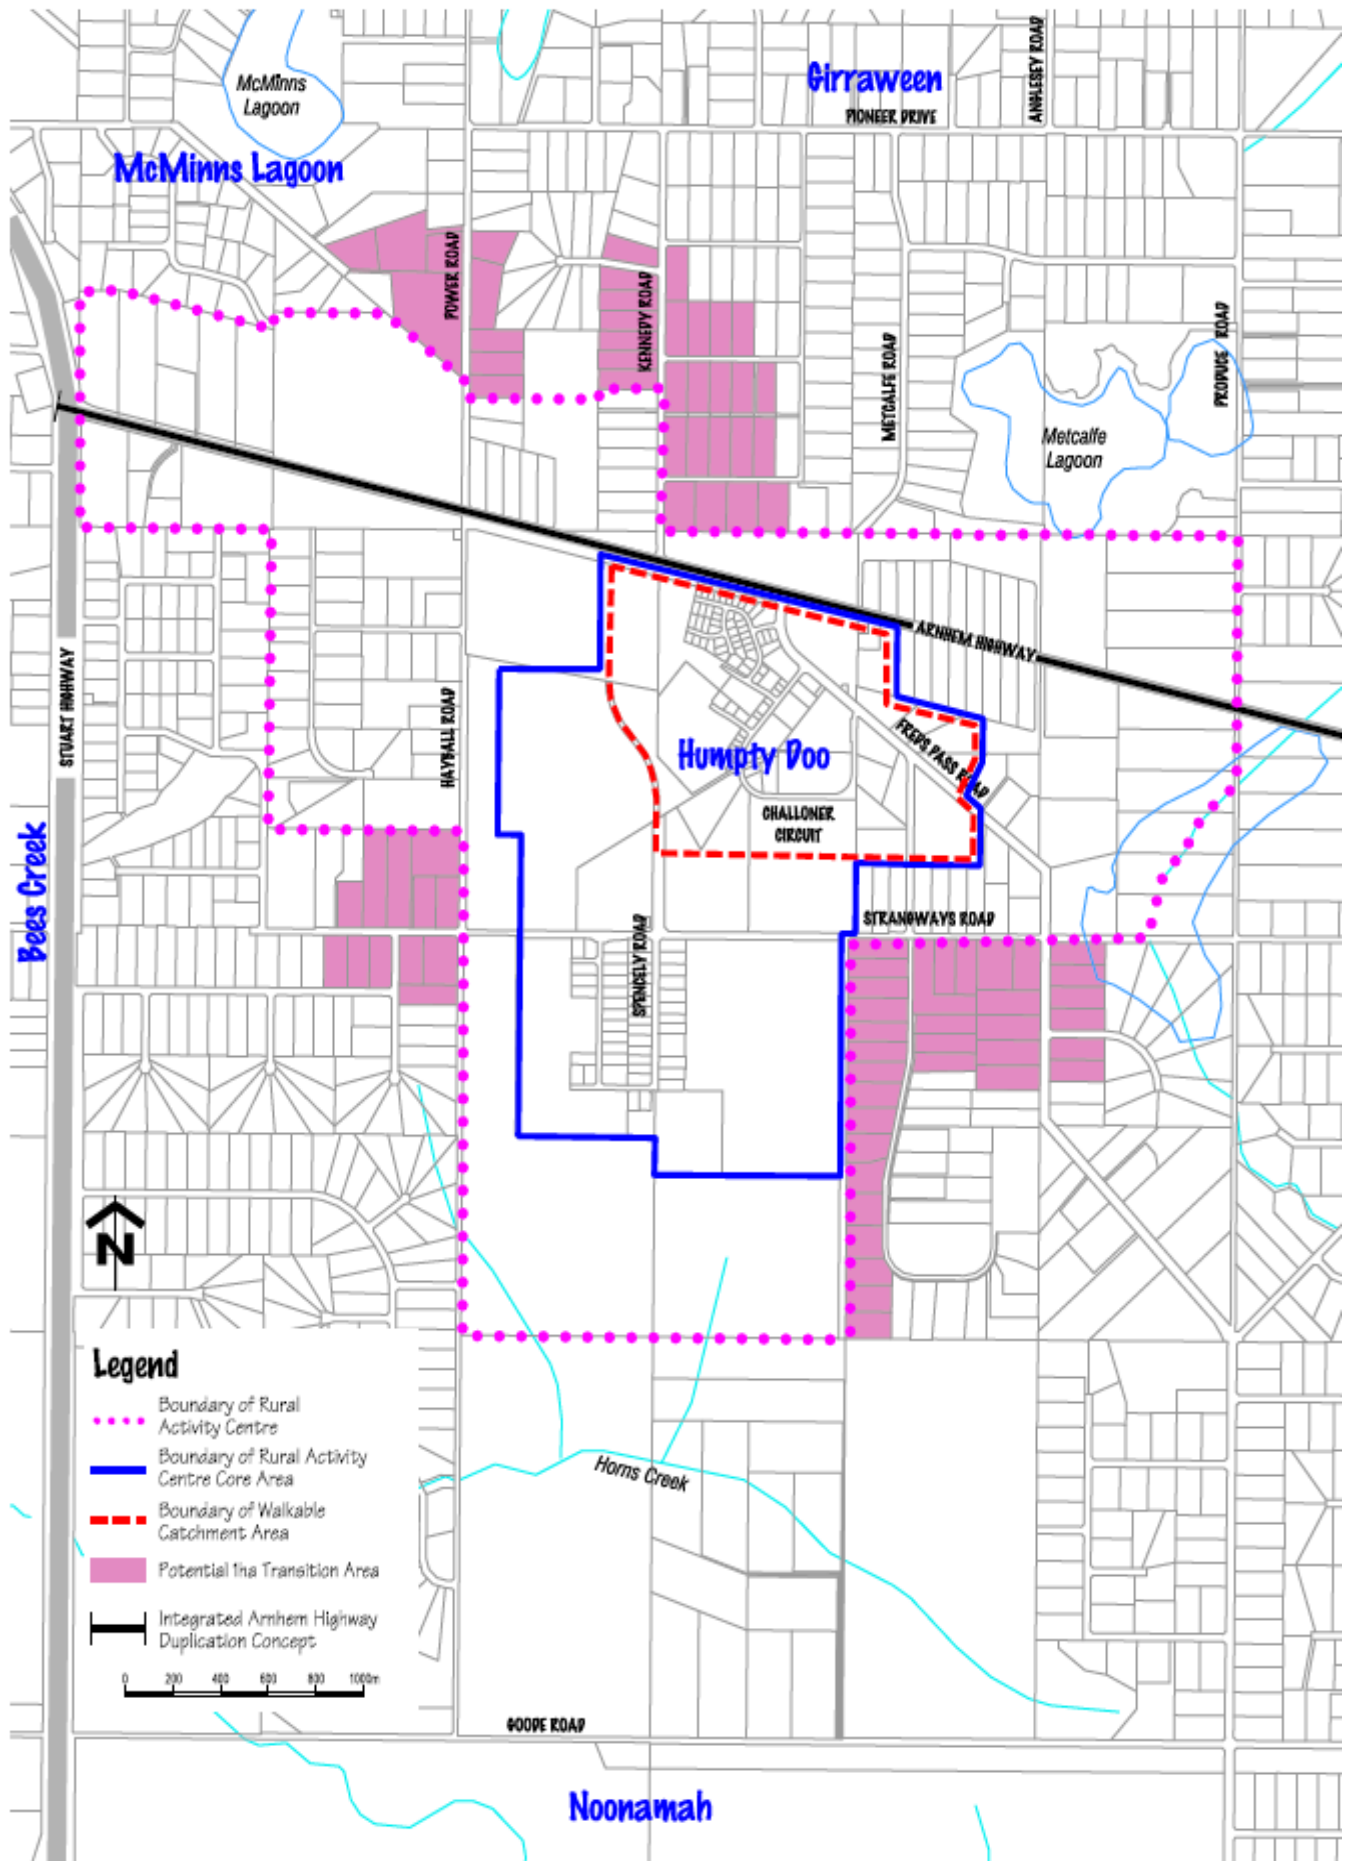 Girraween
ANGLESEY ROAD
McMinns
Lagoon
PIONEER DRIVE
McMinns Lagoon
POWER ROAD
KENNEDY ROAD
METCALFE ROAD
PRODUCE ROAD
Metcalfe
Lagoon
ARNHEM HIGHWAY
STUART HIGHWAY
HAYBALL ROAD
FREDS PASS ROAD
Humpty Doo
CHALLONER
CIRCUIT
Bees Creek
STRANGWAYS ROAD
SPENCELY ROAD
N
Legend
Boundary of Rural
Activity Centre
Boundary of Rural Activity
Centre Core Area
Boundary of Walkable
Catchment Area
Potential 1ha Transition Area
Integrated Arnhem Highway
Duplication Concept
0 200 400 600 800 1000m
Horns Creek
GOODE ROAD
Noonamah